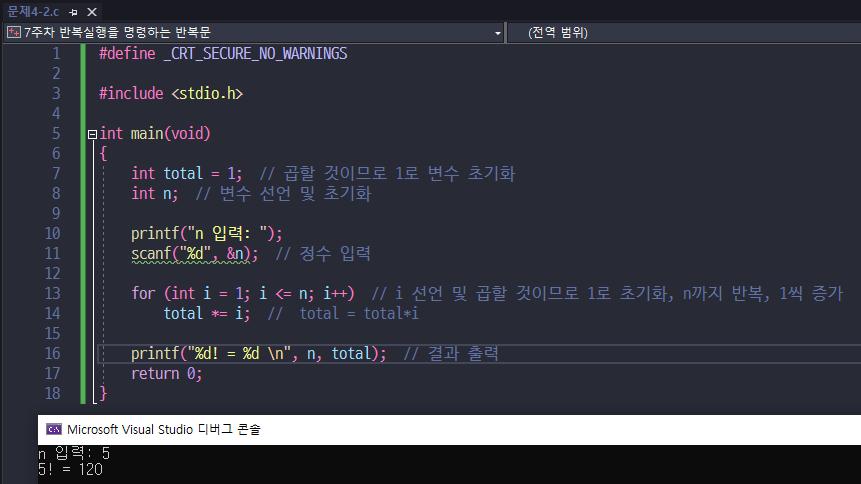 문제4-2.c
7주차 반복실행을 명령하는 반복문 (전역 범위)
1 #define _CRT_SECURE_NO_WARNINGS
2
3 #include <stdio.h>
4
5 int main(void)
6 {
7 int total = 1; // 곱할 것이므로 1로 변수 초기화
8 int n; // 변수 선언 및 초기화
9
10 printf("n 입력: ");
11 scanf("%d", &n); // 정수 입력
12
13 for (int i = 1; i <= n; i++) // i 선언 및 곱할 것이므로 1로 초기화, n까지 반복, 1씩 증가
14 total *= i; // total = total*i
15
16 printf("%d! = %d \n", n, total); // 결과 출력
17 return 0;
18 }
Microsoft Visual Studio 디버그 콘솔
n 입력: 5
5! = 120